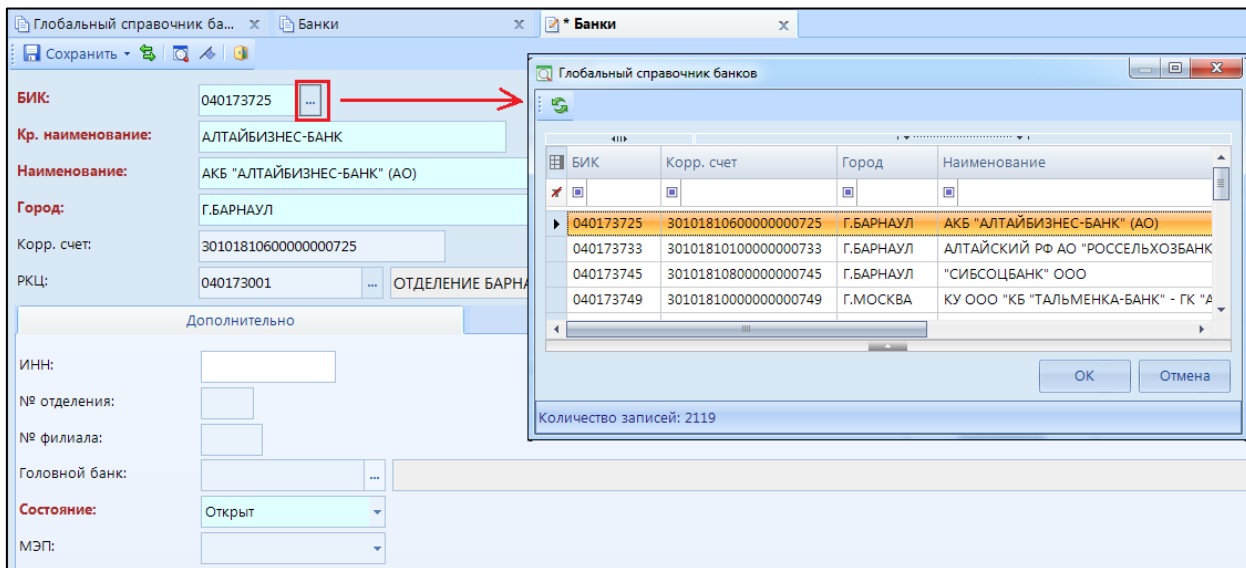 Глобальный справочник ба... x Банки x * Банки x
Сохранить
БИК: 040173725 ...
Кр. наименование: АЛТАЙБИЗНЕС-БАНК
Наименование: АКБ "АЛТАЙБИЗНЕС-БАНК" (АО)
Город: Г.БАРНАУЛ
Корр. счет: 30101810600000000725
РКЦ: 040173001 ... ОТДЕЛЕНИЕ БАРНА
Дополнительно
ИНН:
№ отделения:
№ филиала:
Головной банк: ...
Состояние: Открыт
МЭП:
Глобальный справочник банков
БИК Корр. счет Город Наименование
040173725 30101810600000000725 Г.БАРНАУЛ АКБ "АЛТАЙБИЗНЕС-БАНК" (АО)
040173733 30101810100000000733 Г.БАРНАУЛ АЛТАЙСКИЙ РФ АО "РОССЕЛЬХОЗБАНК
040173745 30101810800000000745 Г.БАРНАУЛ "СИБСОЦБАНК" ООО
040173749 30101810000000000749 Г.МОСКВА КУ ООО "КБ "ТАЛЬМЕНКА-БАНК" - ГК "А
ОК Отмена
Количество записей: 2119